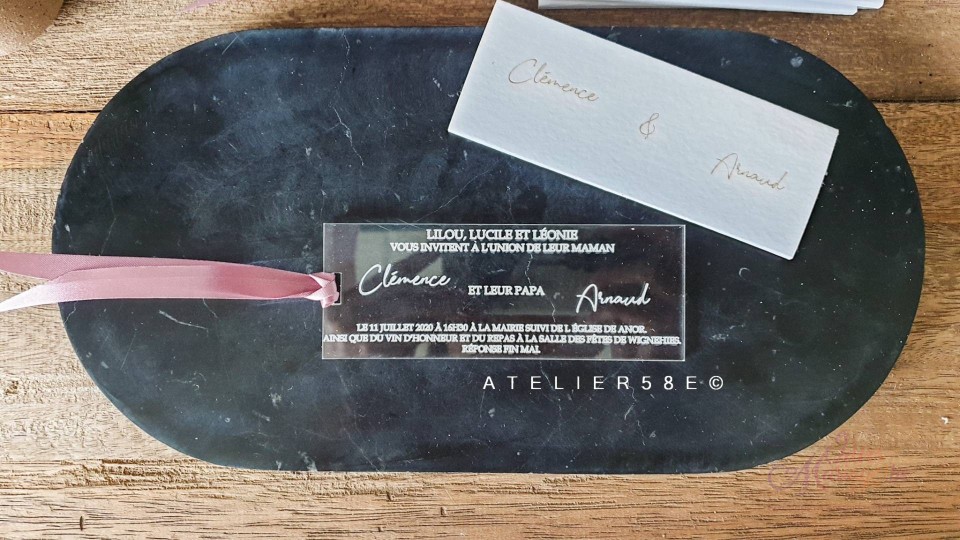 Clémence
&
Arnaud
LILOU, LUCILE ET LÉONIE
VOUS INVITENT À L'UNION DE LEUR MAMAN
Clémence
ET LEUR PAPA
Arnaud
LE 11 JUILLET 2020 À 16H30 À LA MAIRIE SUIVI DE L ÉGLISE DE ANOR.
AINSI QUE DU VIN D'HONNEUR ET DU REPAS À LA SALLE DES FÊTES DE WIGNEHIES.
RÉPONSE FIN MAI.
ATELIER58E©